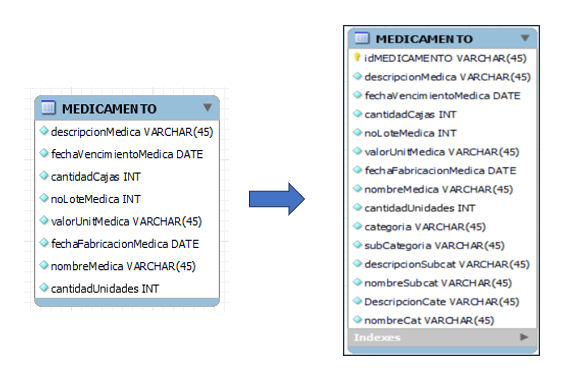 MEDICAMENTO
descripcionMedica VARCHAR(45)
fechaVencimientoMedica DATE
cantidadCajas INT
noLoteMedica INT
valorUnitMedica VARCHAR(45)
fechaFabricacionMedica DATE
nombreMedica VARCHAR(45)
cantidadUnidades INT
MEDICAMENTO
idMEDICAMENTO VARCHAR(45)
descripcionMedica VARCHAR(45)
fechaVencimientoMedica DATE
cantidadCajas INT
noLoteMedica INT
valorUnitMedica VARCHAR(45)
fechaFabricacionMedica DATE
nombreMedica VARCHAR(45)
cantidadUnidades INT
categoria VARCHAR(45)
subCategoria VARCHAR(45)
descripcionSubcat VARCHAR(45)
nombreSubcat VARCHAR(45)
DescripcionCate VARCHAR(45)
nombreCat VARCHAR(45)
Indexes